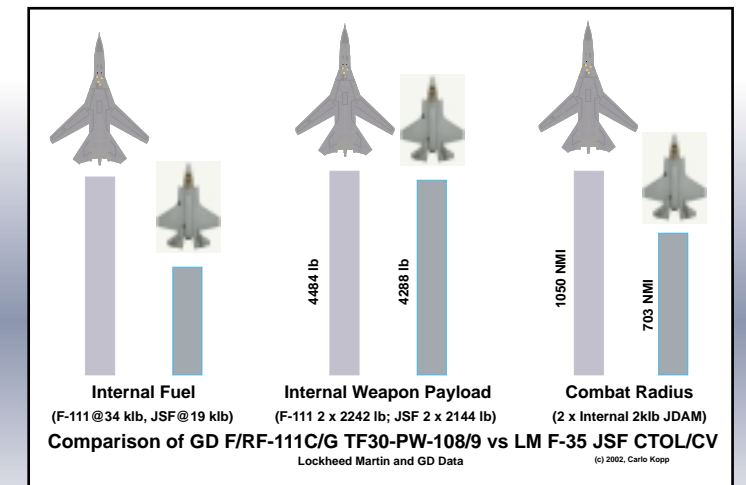 4484 lb
4288 lb
1050 NMI
703 NMI
Internal Fuel
(F-111@34 klb, JSF@19 klb)
Internal Weapon Payload
(F-111 2 x 2242 lb; JSF 2 x 2144 lb)
Combat Radius
(2 x Internal 2klb JDAM)
Comparison of GD F/RF-111C/G TF30-PW-108/9 vs LM F-35 JSF CTOL/CV
Lockheed Martin and GD Data
(c) 2002, Carlo Kopp